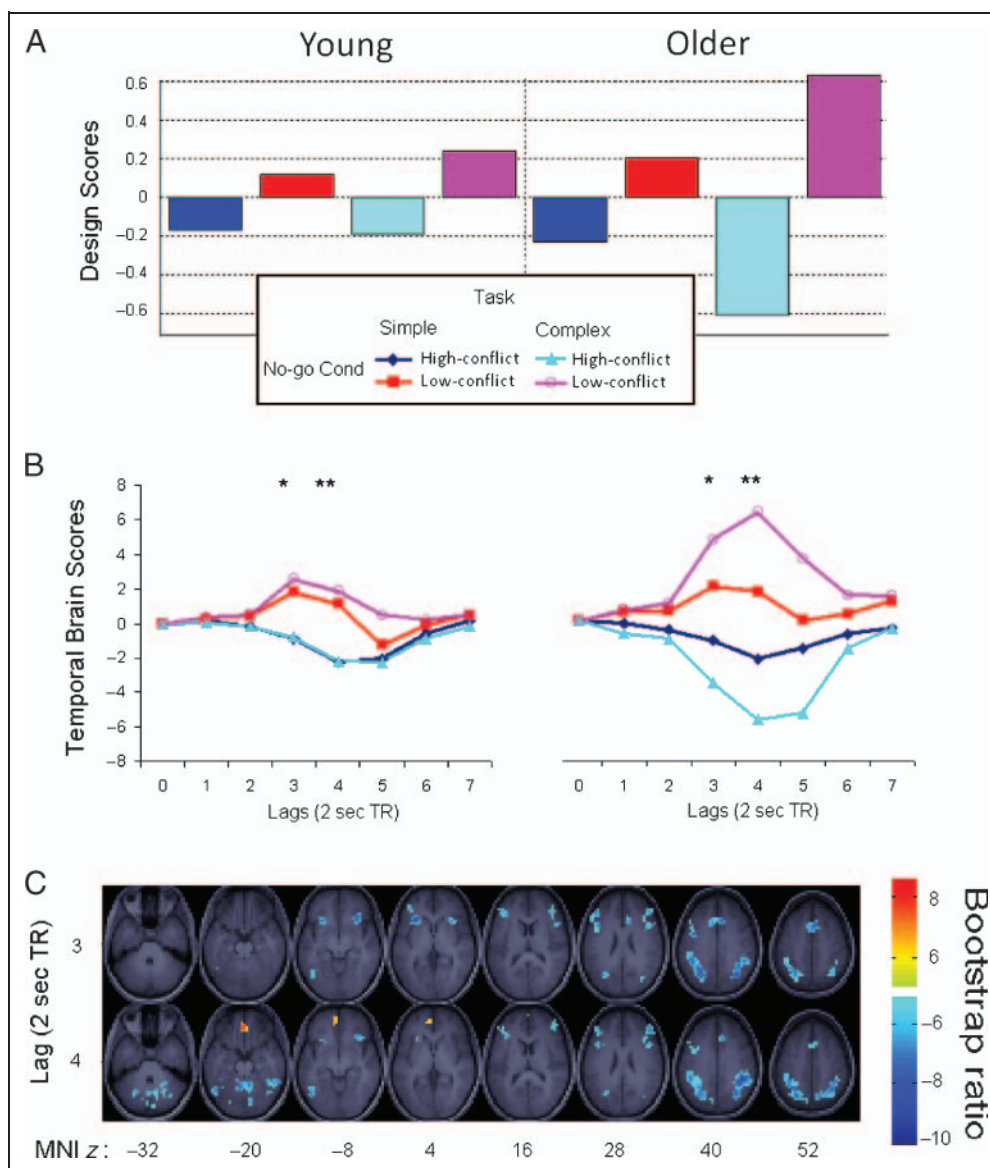 A
Young Older
Design Scores
0.6
0.4
0.2
0
−0.2
−0.4
−0.6
Task
Simple Complex
No-go Cond High-conflict High-conflict
Low-conflict Low-conflict
B
Temporal Brain Scores
* ** * **
8
6
4
2
0
−2
−4
−6
−8
0 1 2 3 4 5 6 7 0 1 2 3 4 5 6 7
Lags (2 sec TR) Lags (2 sec TR)
C
Lag (2 sec TR)
3
4
8
6
−6
−8
−10
Bootstrap ratio
MNI z : −32 −20 −8 4 16 28 40 52